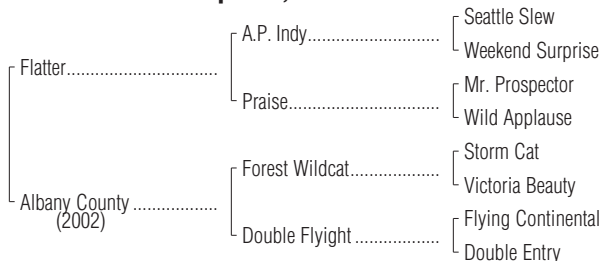 Seattle Slew
A.P. Indy
Weekend Surprise
Flatter
Mr. Prospector
Praise
Wild Applause
Storm Cat
Forest Wildcat
Victoria Beauty
Albany County
(2002)
Flying Continental
Double Flyight
Double Entry